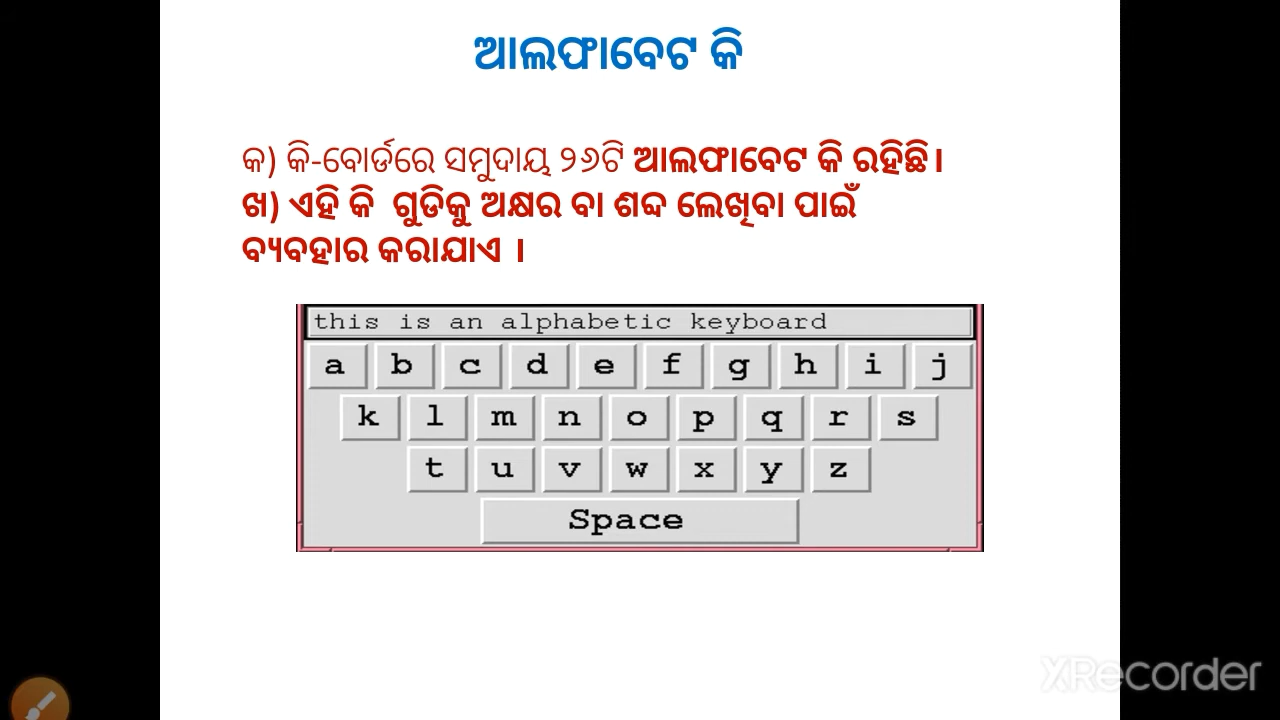 ଆଲଫାବେଟ କି
କ) କି-ବୋର୍ଡରେ ସମୁଦାୟ ୨୬ଟି ଆଲଫାବେଟ କି ରହିଛି।
ଖ) ଏହି କି ଗୁଡିକୁ ଅକ୍ଷର ବା ଶବ୍ଦ ଲେଖିବା ପାଇଁ
ବ୍ୟବହାର କରାଯାଏ ।
this is an alphabetic keyboard
a b c d e f g h i j
k l m n o p q r s
t u v w x y z
Space
XRecorder